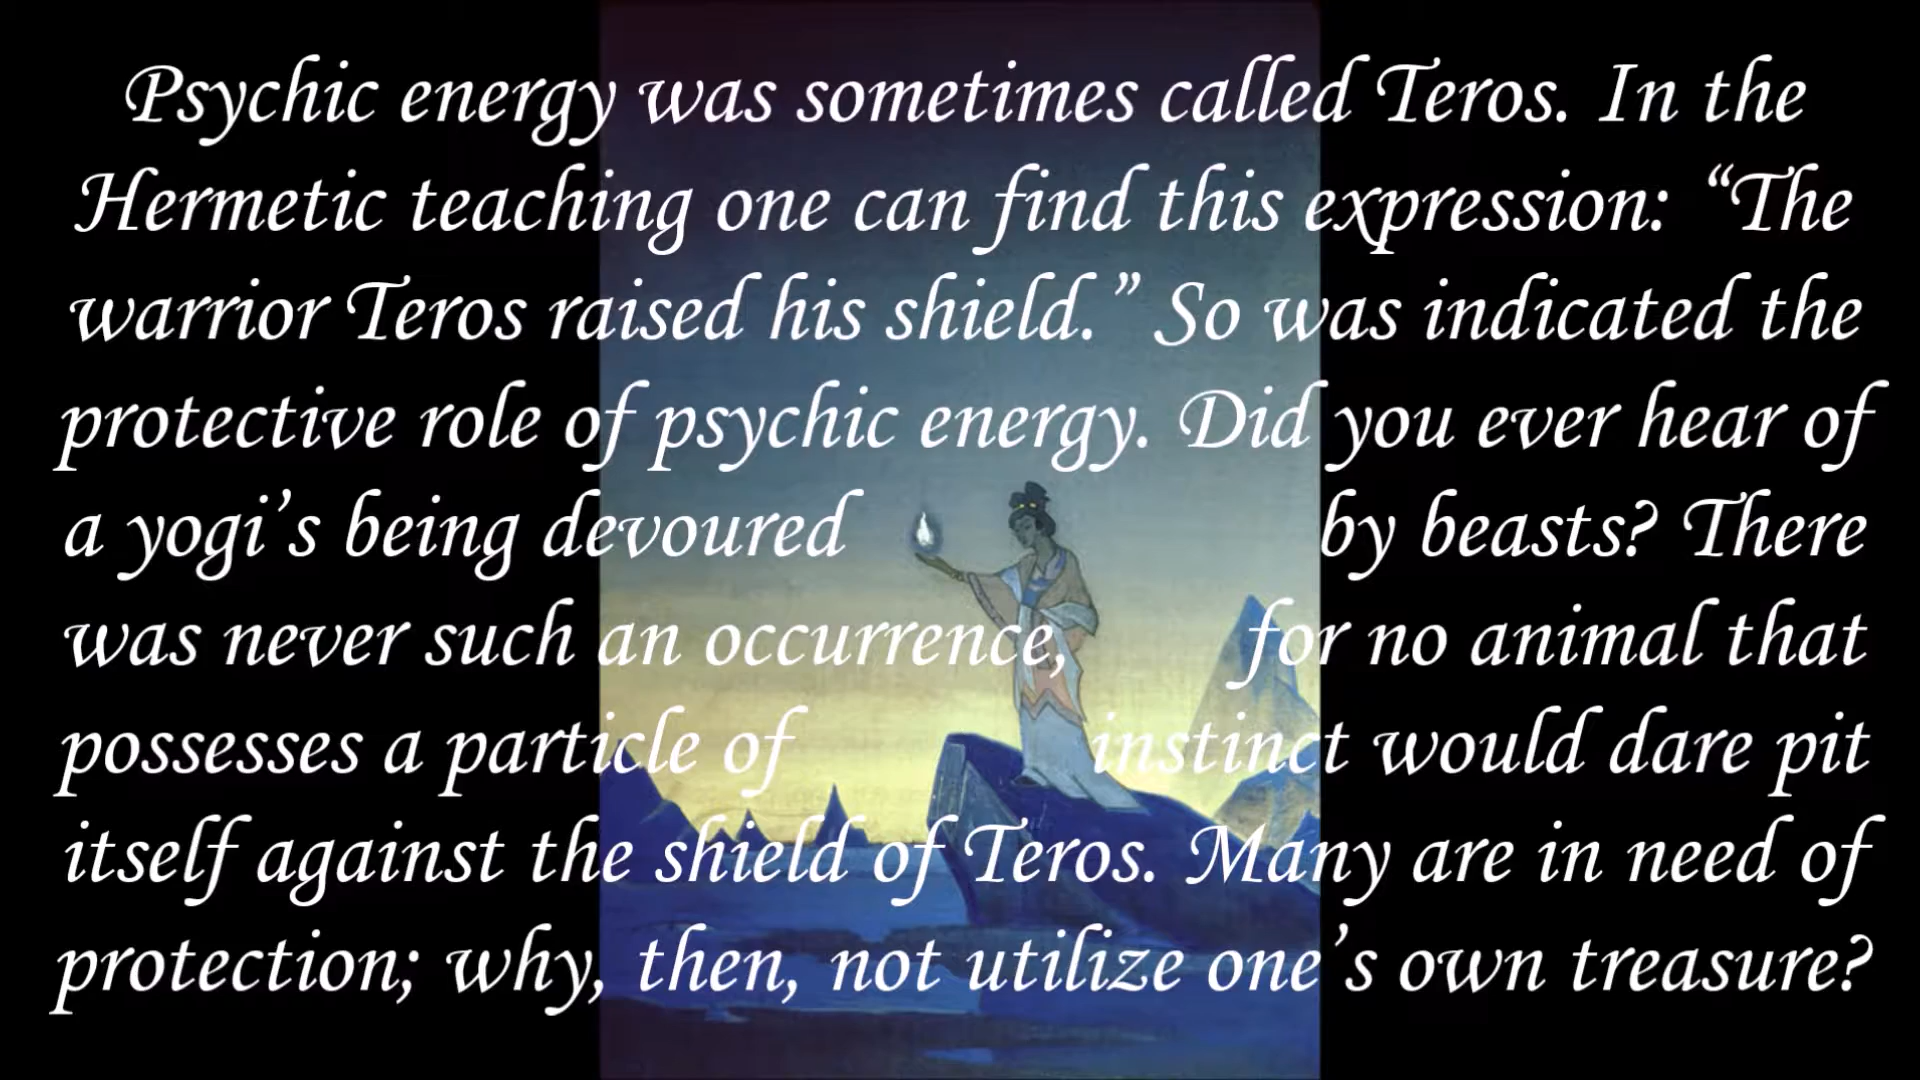 Psychic energy was sometimes called Teros. In the
Hermetic teaching one can find this expression: “The
warrior Teros raised his shield.” So was indicated the
protective role of psychic energy. Did you ever hear of
a yogi’s being devoured by beasts? There
was never such an occurrence, for no animal that
possesses a particle of instinct would dare pit
itself against the shield of Teros. Many are in need of
protection; why, then, not utilize one’s own treasure?